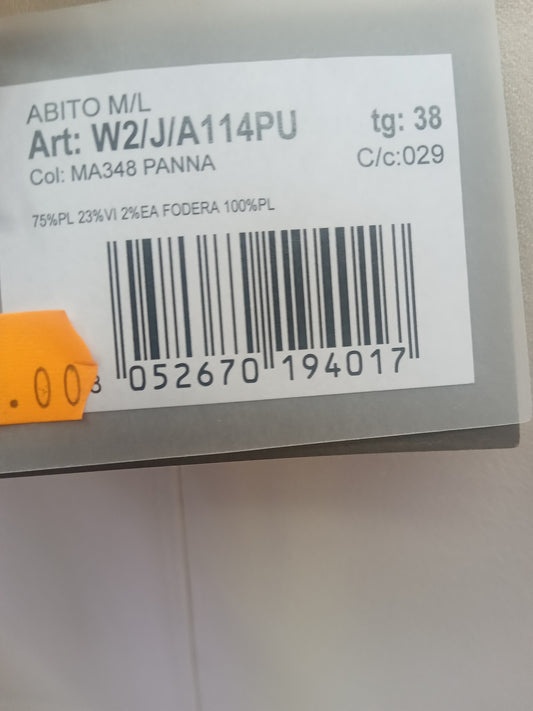 ABITO M/L
Art: W2/J/A114PU tg: 38
Col: MA348 PANNA C/c:029
75%PL 23%VI 2%EA FODERA 100%PL
.00
8 052670 194017